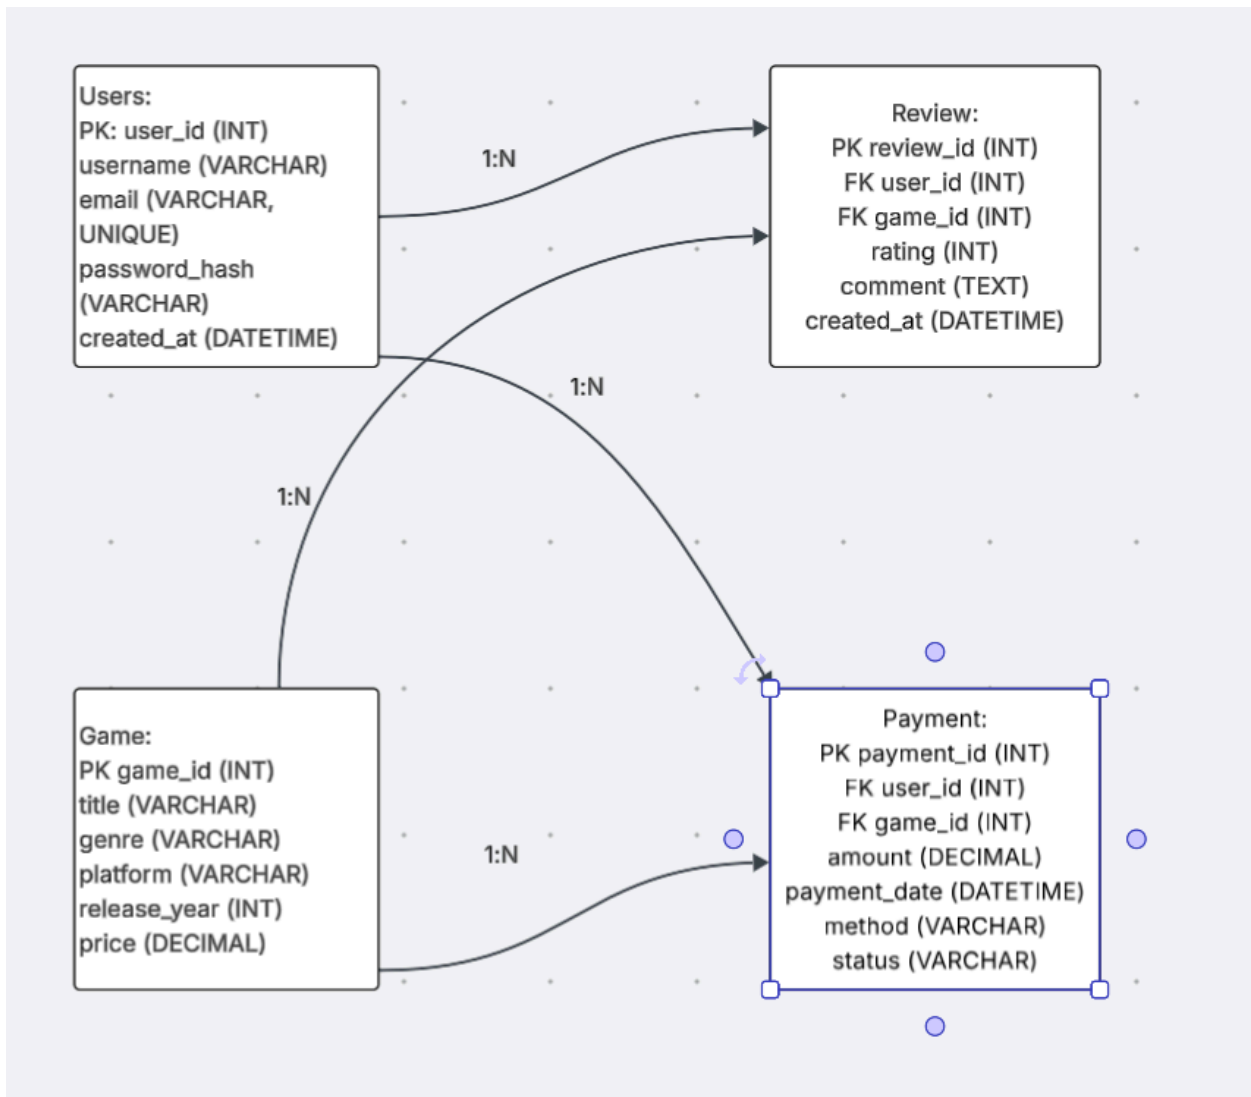 Users:
PK: user_id (INT)
username (VARCHAR)
email (VARCHAR,
UNIQUE)
password_hash
(VARCHAR)
created_at (DATETIME)
1:N
Review:
PK review_id (INT)
FK user_id (INT)
FK game_id (INT)
rating (INT)
comment (TEXT)
created_at (DATETIME)
1:N
1:N
Game:
PK game_id (INT)
title (VARCHAR)
genre (VARCHAR)
platform (VARCHAR)
release_year (INT)
price (DECIMAL)
1:N
Payment:
PK payment_id (INT)
FK user_id (INT)
FK game_id (INT)
amount (DECIMAL)
payment_date (DATETIME)
method (VARCHAR)
status (VARCHAR)